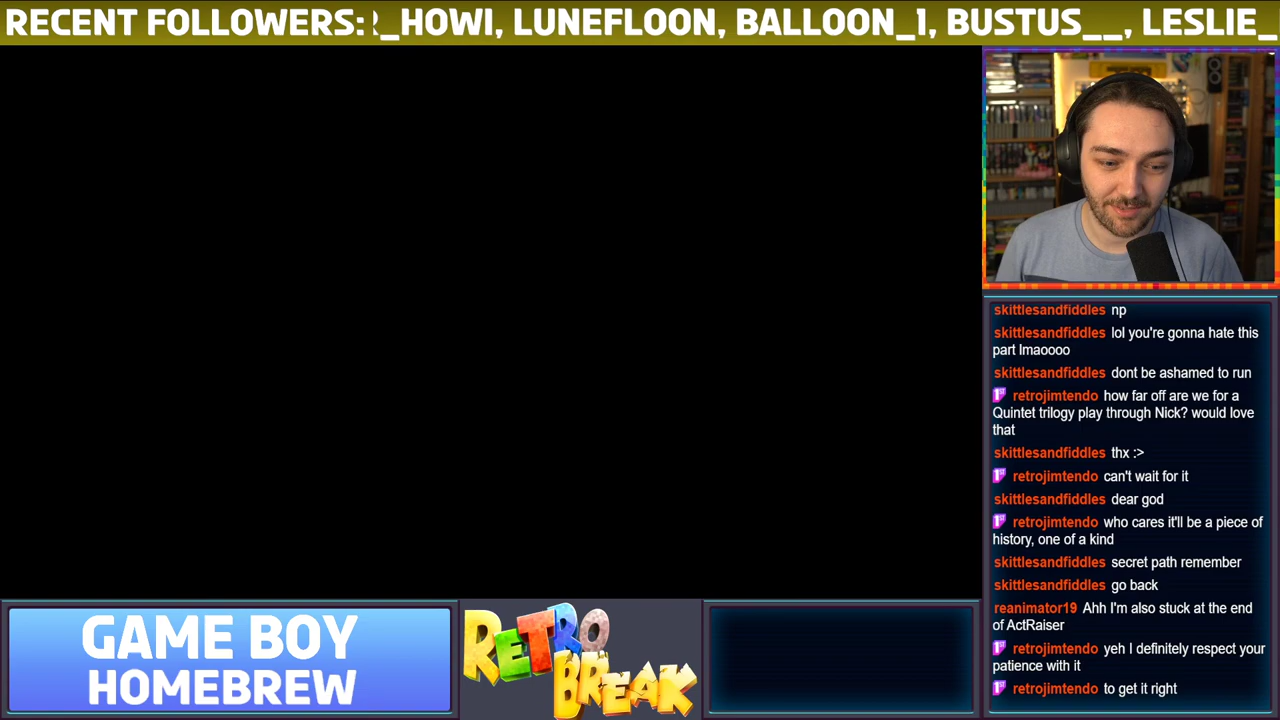 RECENT FOLLOWERS: R_HOWI, LUNEFLOON, BALLOON_1, BUSTUS__, LESLIE_
skittlesandfiddles np
skittlesandfiddles lol you're gonna hate this
part lmaoooo
skittlesandfiddles dont be ashamed to run
retrojimtendo how far off are we for a
Quintet trilogy play through Nick? would love
that
skittlesandfiddles thx :>
retrojimtendo can't wait for it
skittlesandfiddles dear god
retrojimtendo who cares it'll be a piece of
history, one of a kind
skittlesandfiddles secret path remember
skittlesandfiddles go back
reanimator19 Ahh I'm also stuck at the end
of ActRaiser
retrojimtendo yeh I definitely respect your
patience with it
retrojimtendo to get it right
GAME BOY
HOMEBREW
RETRO
BREAK